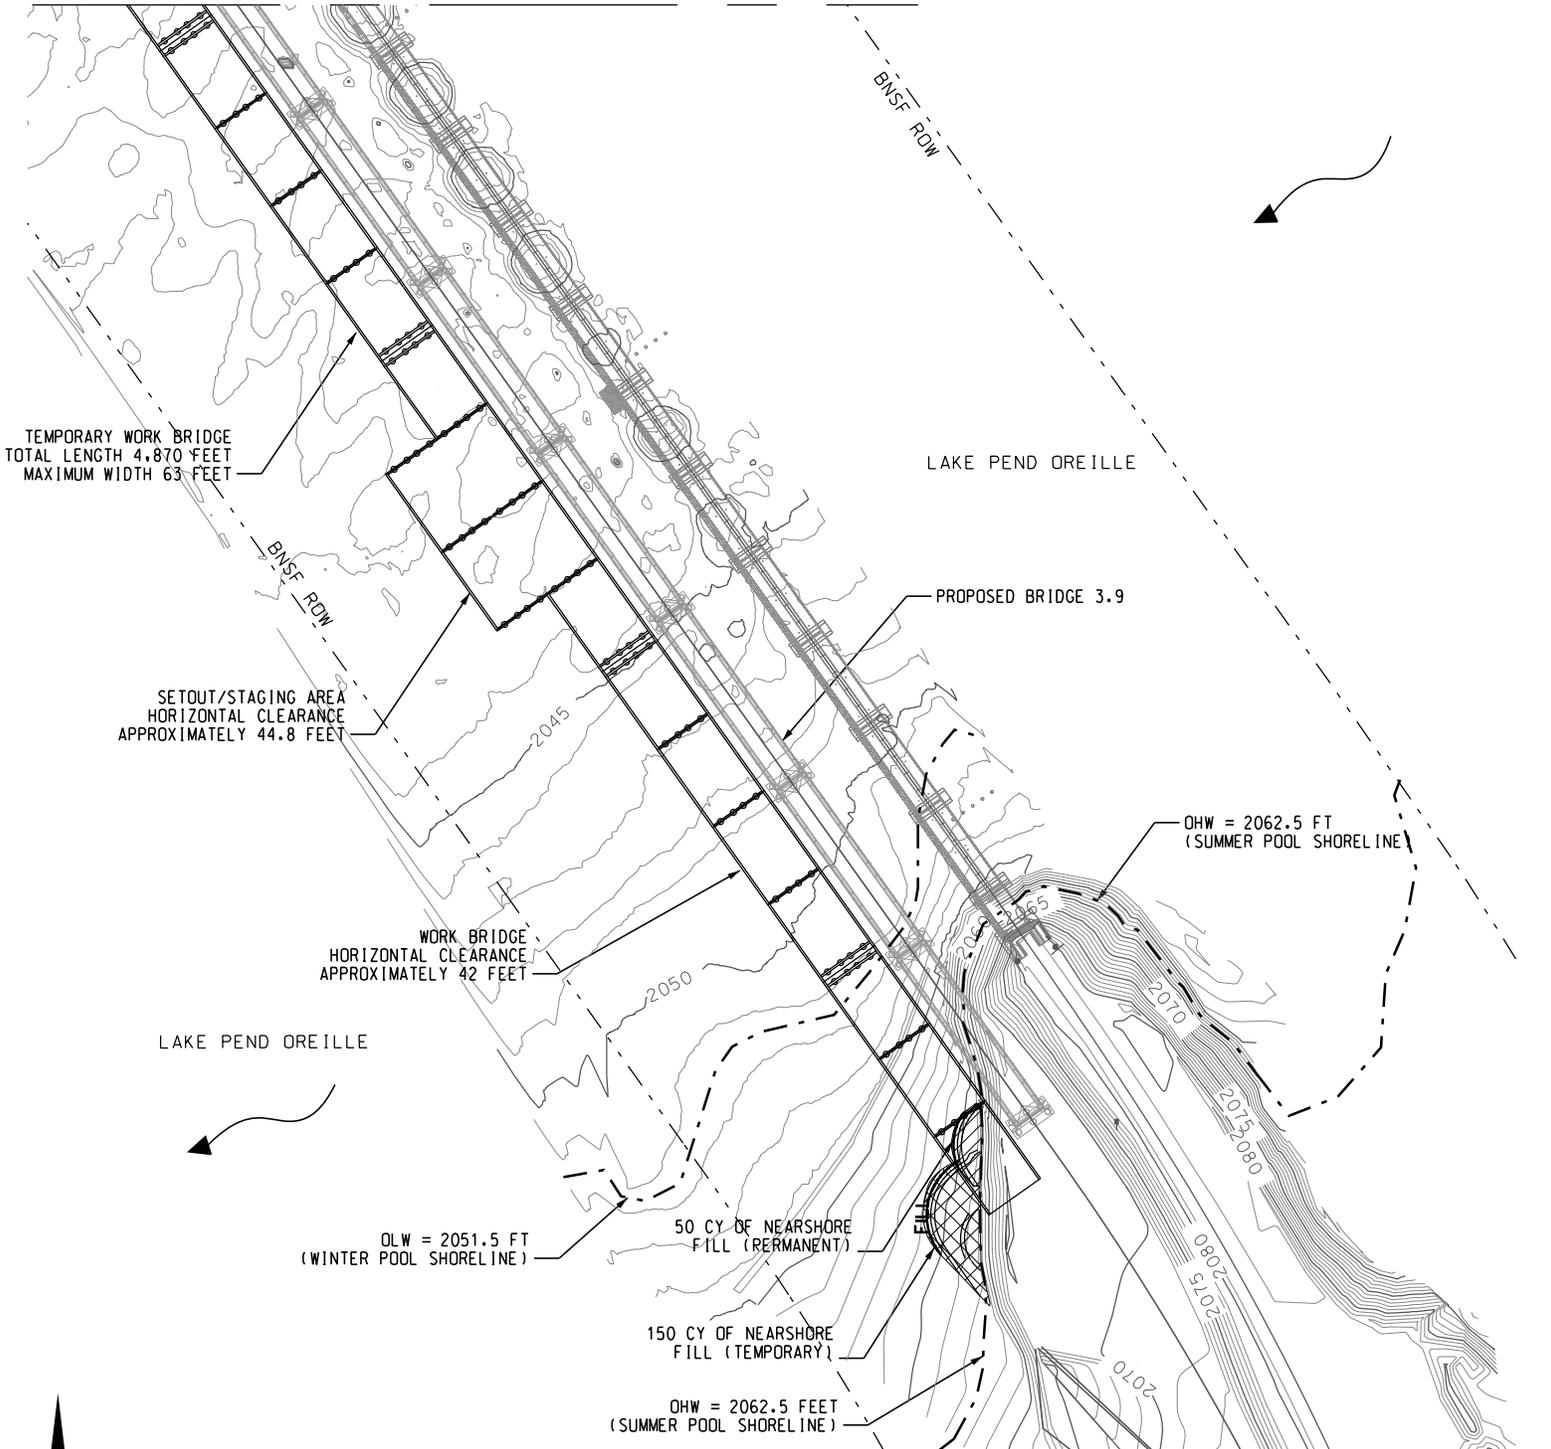 BNSF ROW
TEMPORARY WORK BRIDGE
TOTAL LENGTH 4,870 FEET
MAXIMUM WIDTH 63 FEET
LAKE PEND OREILLE
BNSF ROW
PROPOSED BRIDGE 3.9
SETOUT/STAGING AREA
HORIZONTAL CLEARANCE
APPROXIMATELY 44.8 FEET
2045
OHW = 2062.5 FT
(SUMMER POOL SHORELINE)
2065
2060
WORK BRIDGE
HORIZONTAL CLEARANCE
APPROXIMATELY 42 FEET
2050
2070
LAKE PEND OREILLE
2075
2080
FILL
50 CY OF NEARSHORE
FILL (PERMANENT)
OLW = 2051.5 FT
(WINTER POOL SHORELINE)
2080
2075
150 CY OF NEARSHORE
FILL (TEMPORARY)
2070
OHW = 2062.5 FEET
(SUMMER POOL SHORELINE)